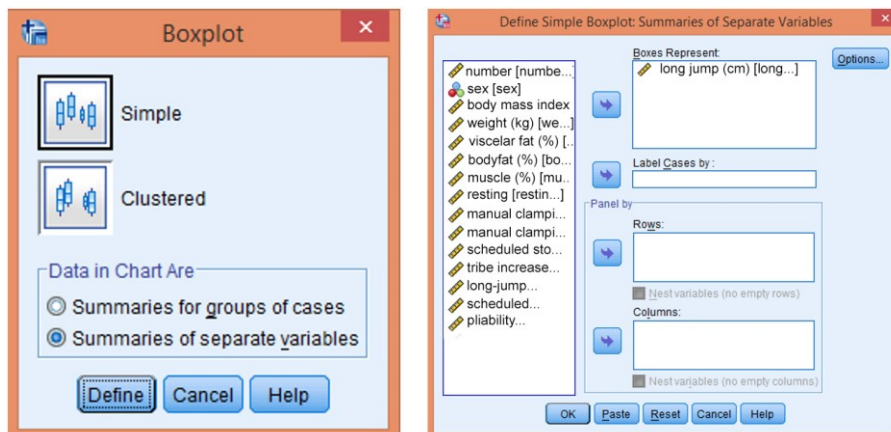 Boxplot
Simple
Clustered
Data in Chart Are
Summaries for groups of cases
Summaries of separate variables
Define Cancel Help
Define Simple Boxplot: Summaries of Separate Variables
number [numbe...]
sex [sex]
body mass index
weight (kg) [we...]
viscelar fat (%) [..
bodyfat (%) [bo...
muscle (%) [mu..
resting [restin...]
manual clampi...
manual clampi...
scheduled sto...
tribe increase...
long-jump...
scheduled...
pliability...
Boxes Represent:
long jump (cm) [long...]
Options...
Label Cases by :
Panel by
Rows:
Nest variables (no empty rows)
Columns:
Nest variables (no empty columns)
OK Paste Reset Cancel Help